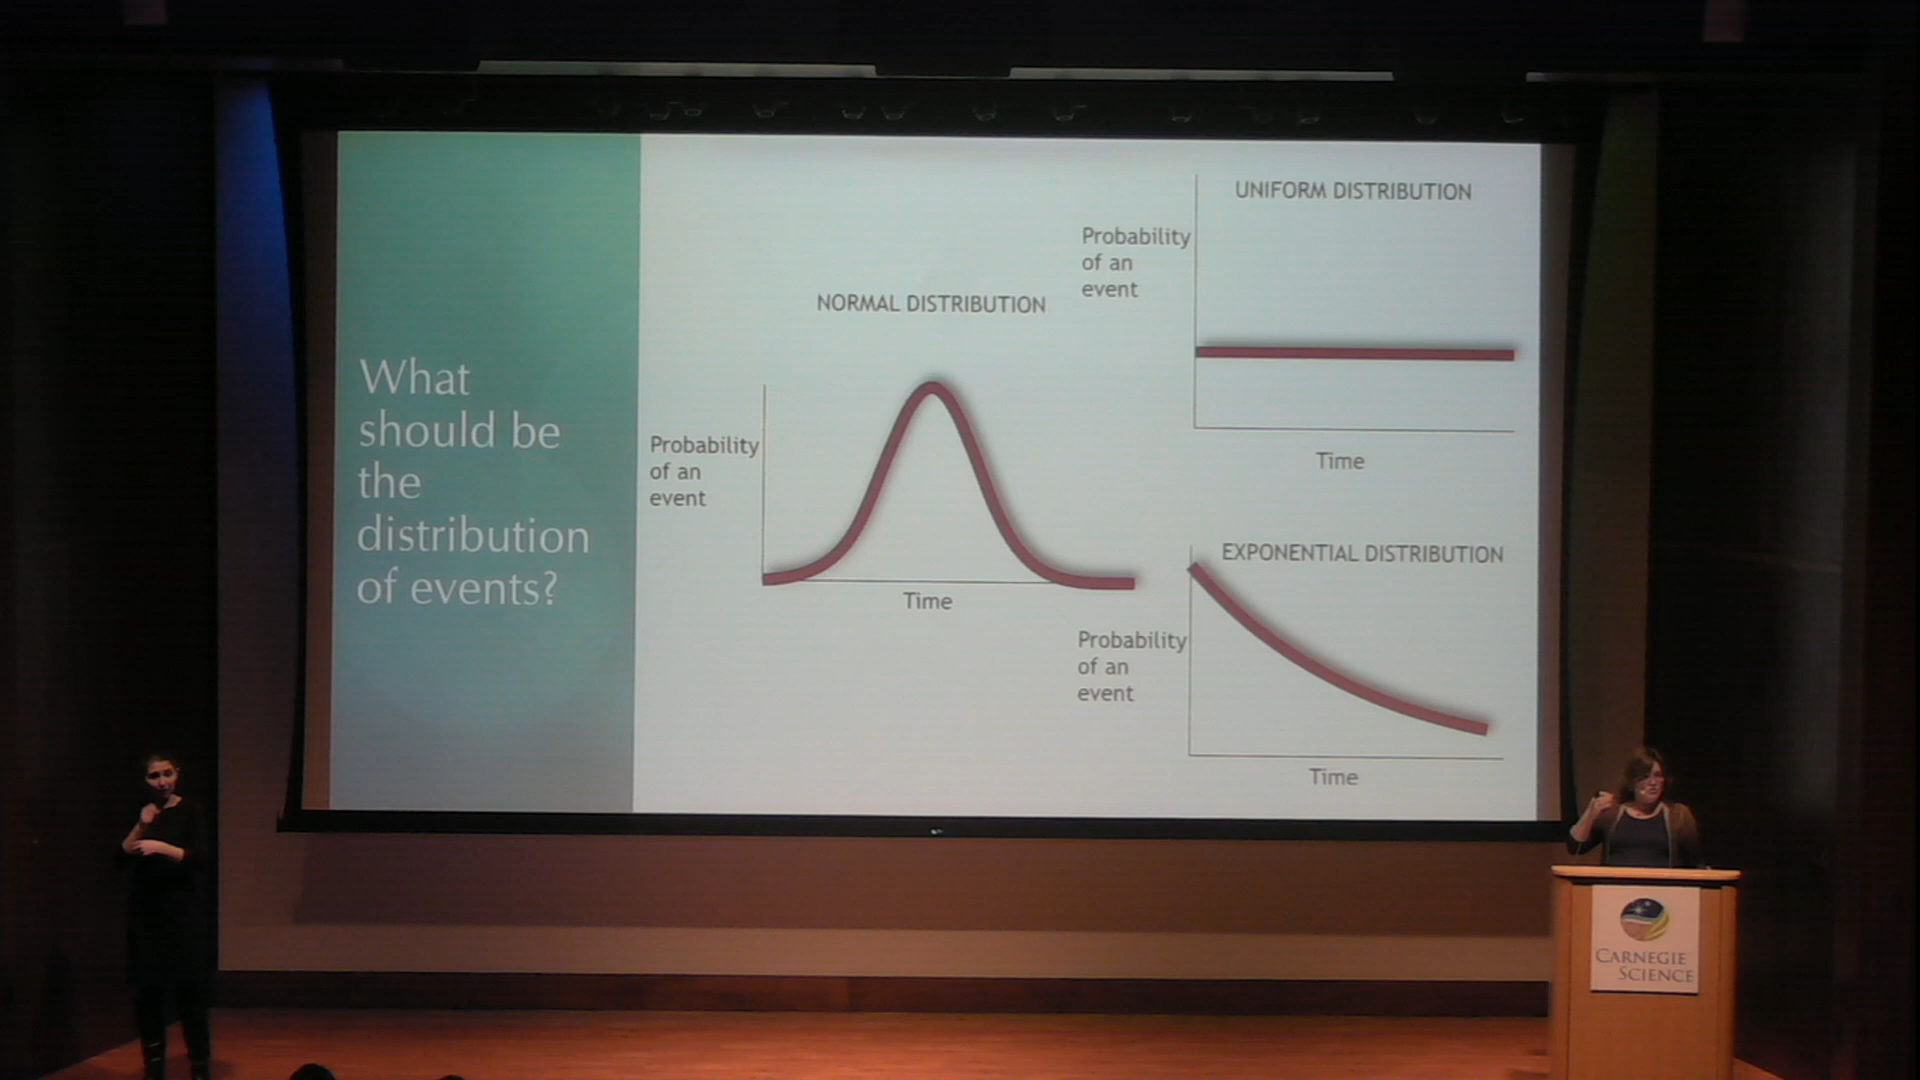 What
should be
the
distribution
of events?
NORMAL DISTRIBUTION
Probability
of an
event
Time
UNIFORM DISTRIBUTION
Probability
of an
event
Time
EXPONENTIAL DISTRIBUTION
Probability
of an
event
Time
CARNEGIE
SCIENCE